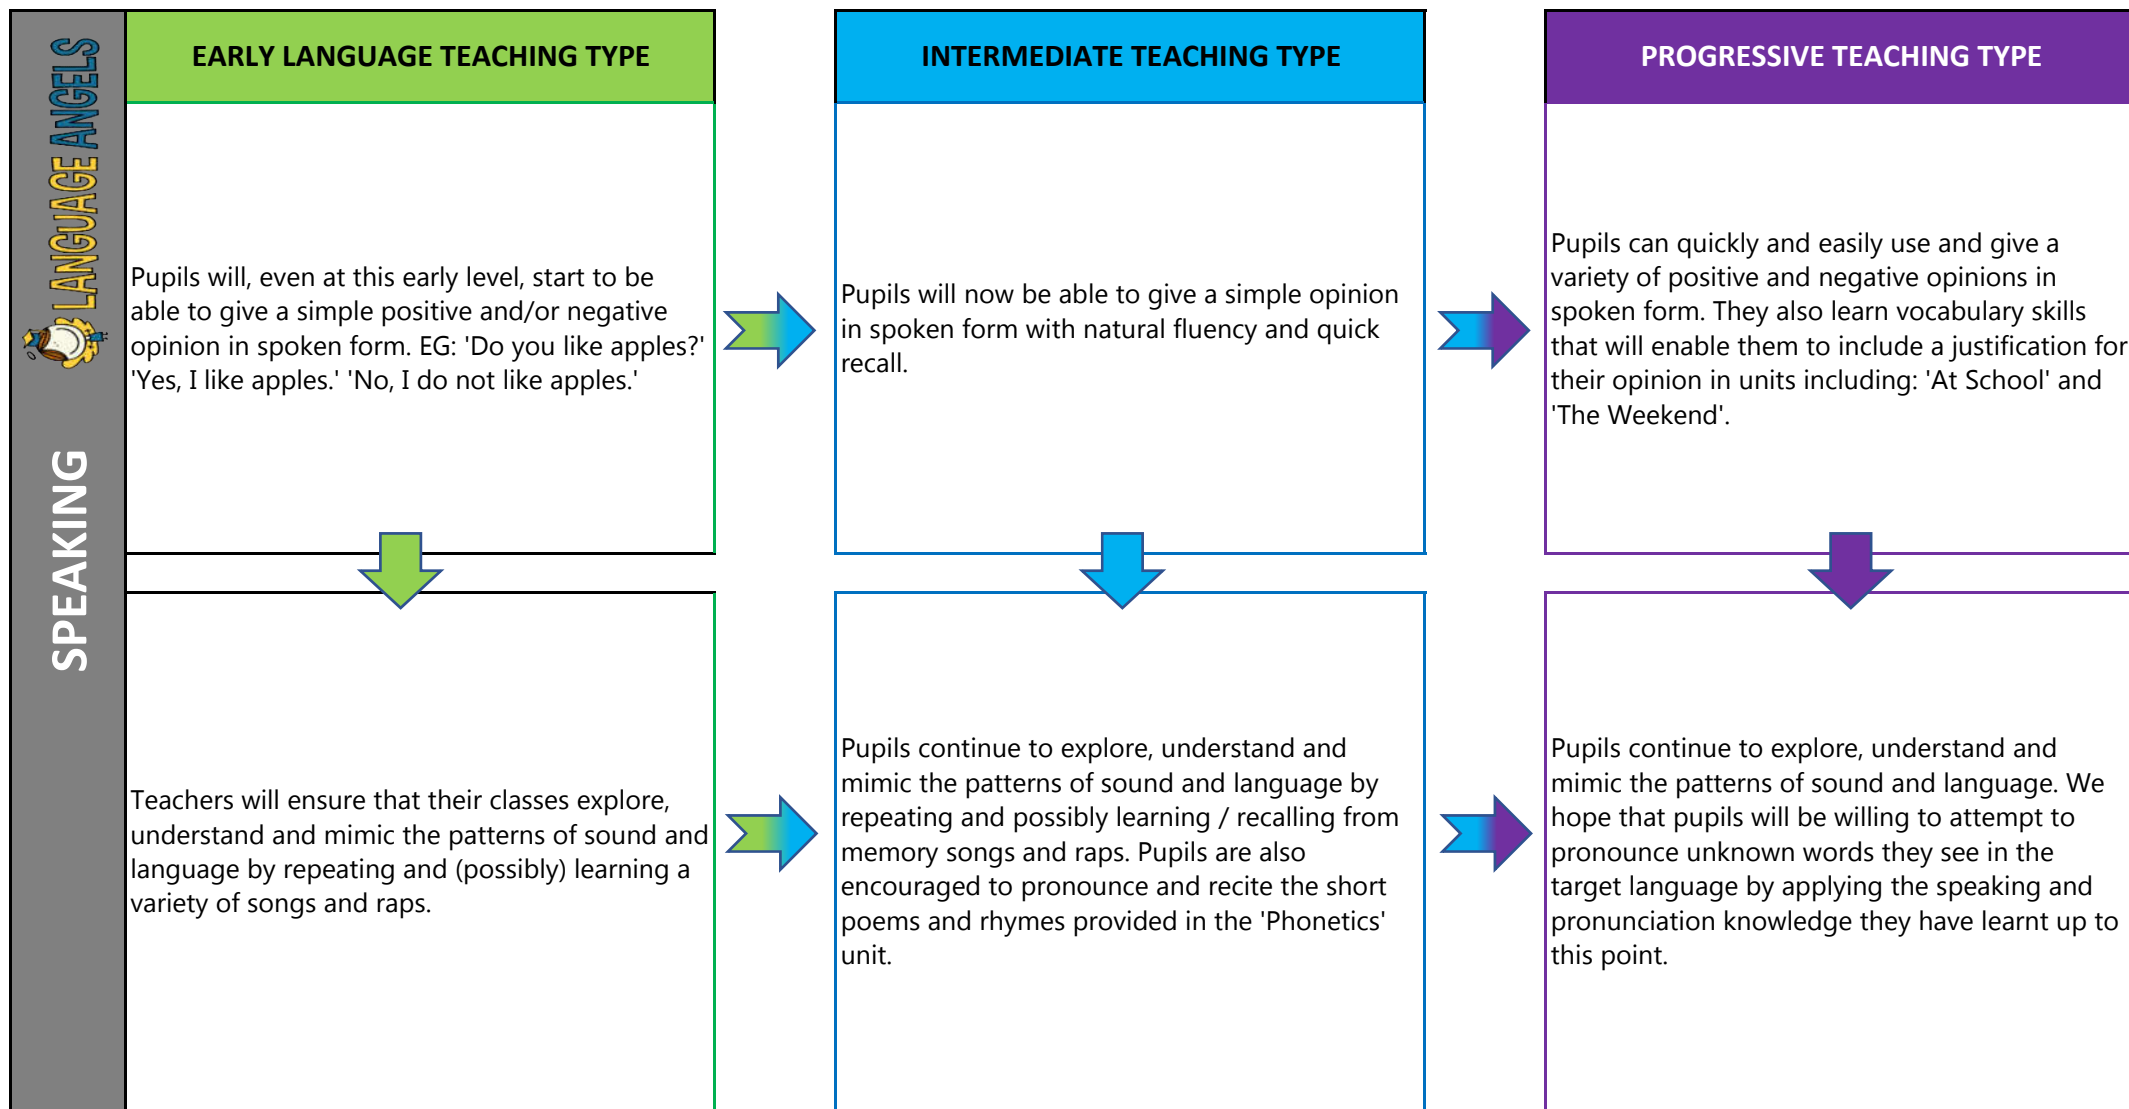 LANGUAGE ANGELS
SPEAKING
EARLY LANGUAGE TEACHING TYPE
INTERMEDIATE TEACHING TYPE
PROGRESSIVE TEACHING TYPE
Pupils will, even at this early level, start to be
able to give a simple positive and/or negative
opinion in spoken form. EG: 'Do you like apples?'
'Yes, I like apples.' 'No, I do not like apples.'
Pupils will now be able to give a simple opinion
in spoken form with natural fluency and quick
recall.
Pupils can quickly and easily use and give a
variety of positive and negative opinions in
spoken form. They also learn vocabulary skills
that will enable them to include a justification for
their opinion in units including: 'At School' and
'The Weekend'.
Teachers will ensure that their classes explore,
understand and mimic the patterns of sound and
language by repeating and (possibly) learning a
variety of songs and raps.
Pupils continue to explore, understand and
mimic the patterns of sound and language by
repeating and possibly learning / recalling from
memory songs and raps. Pupils are also
encouraged to pronounce and recite the short
poems and rhymes provided in the 'Phonetics'
unit.
Pupils continue to explore, understand and
mimic the patterns of sound and language. We
hope that pupils will be willing to attempt to
pronounce unknown words they see in the
target language by applying the speaking and
pronunciation knowledge they have learnt up to
this point.